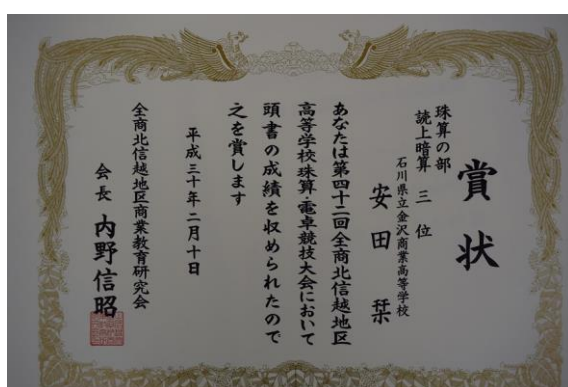 賞状
珠算の部
読上暗算 三位
石川県立金沢商業高等学校
安田 栞
あなたは第四十二回全商北信越地区
高等学校珠算・電卓競技大会において
頭書の成績を収められたので
之を賞します
平成三十年二月十日
全商北信越地区商業教育研究会
会長 内野信昭